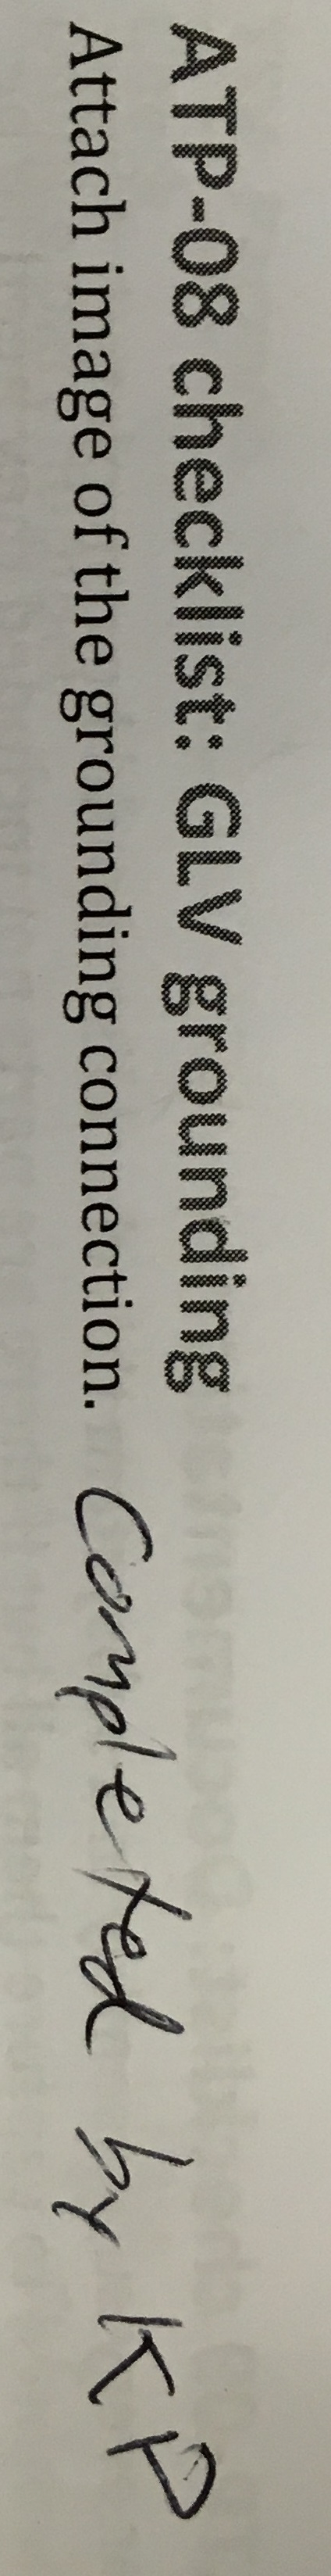 ATP-08 checklist: GLV grounding
Attach image of the grounding connection. Completed by KP